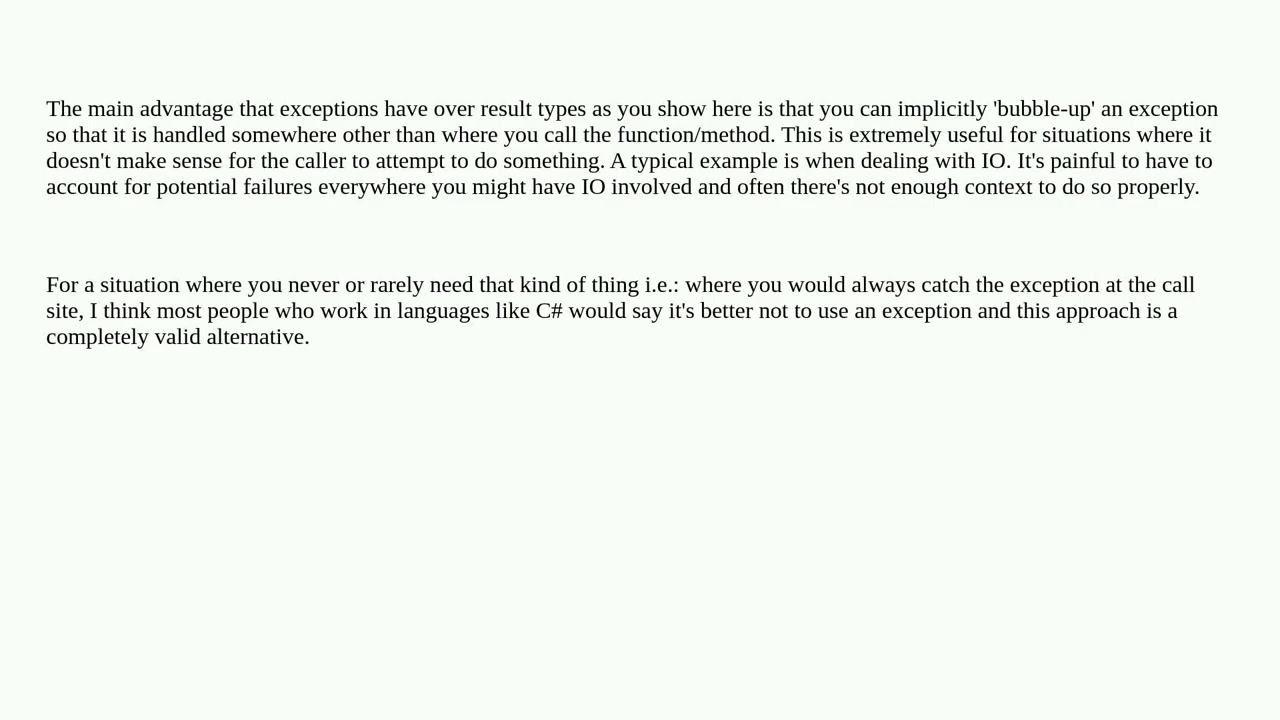 The main advantage that exceptions have over result types as you show here is that you can implicitly 'bubble-up' an exception
so that it is handled somewhere other than where you call the function/method. This is extremely useful for situations where it
doesn't make sense for the caller to attempt to do something. A typical example is when dealing with IO. It's painful to have to
account for potential failures everywhere you might have IO involved and often there's not enough context to do so properly.
For a situation where you never or rarely need that kind of thing i.e.: where you would always catch the exception at the call
site, I think most people who work in languages like C# would say it's better not to use an exception and this approach is a
completely valid alternative.